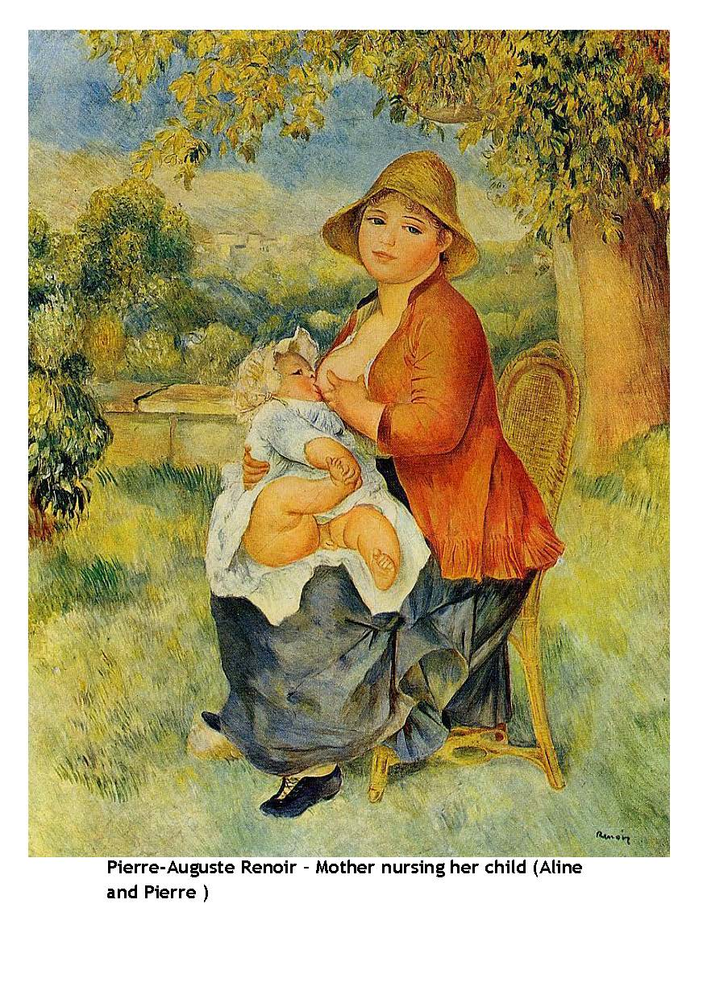 Renoir
Pierre-Auguste Renoir – Mother nursing her child (Aline
and Pierre )